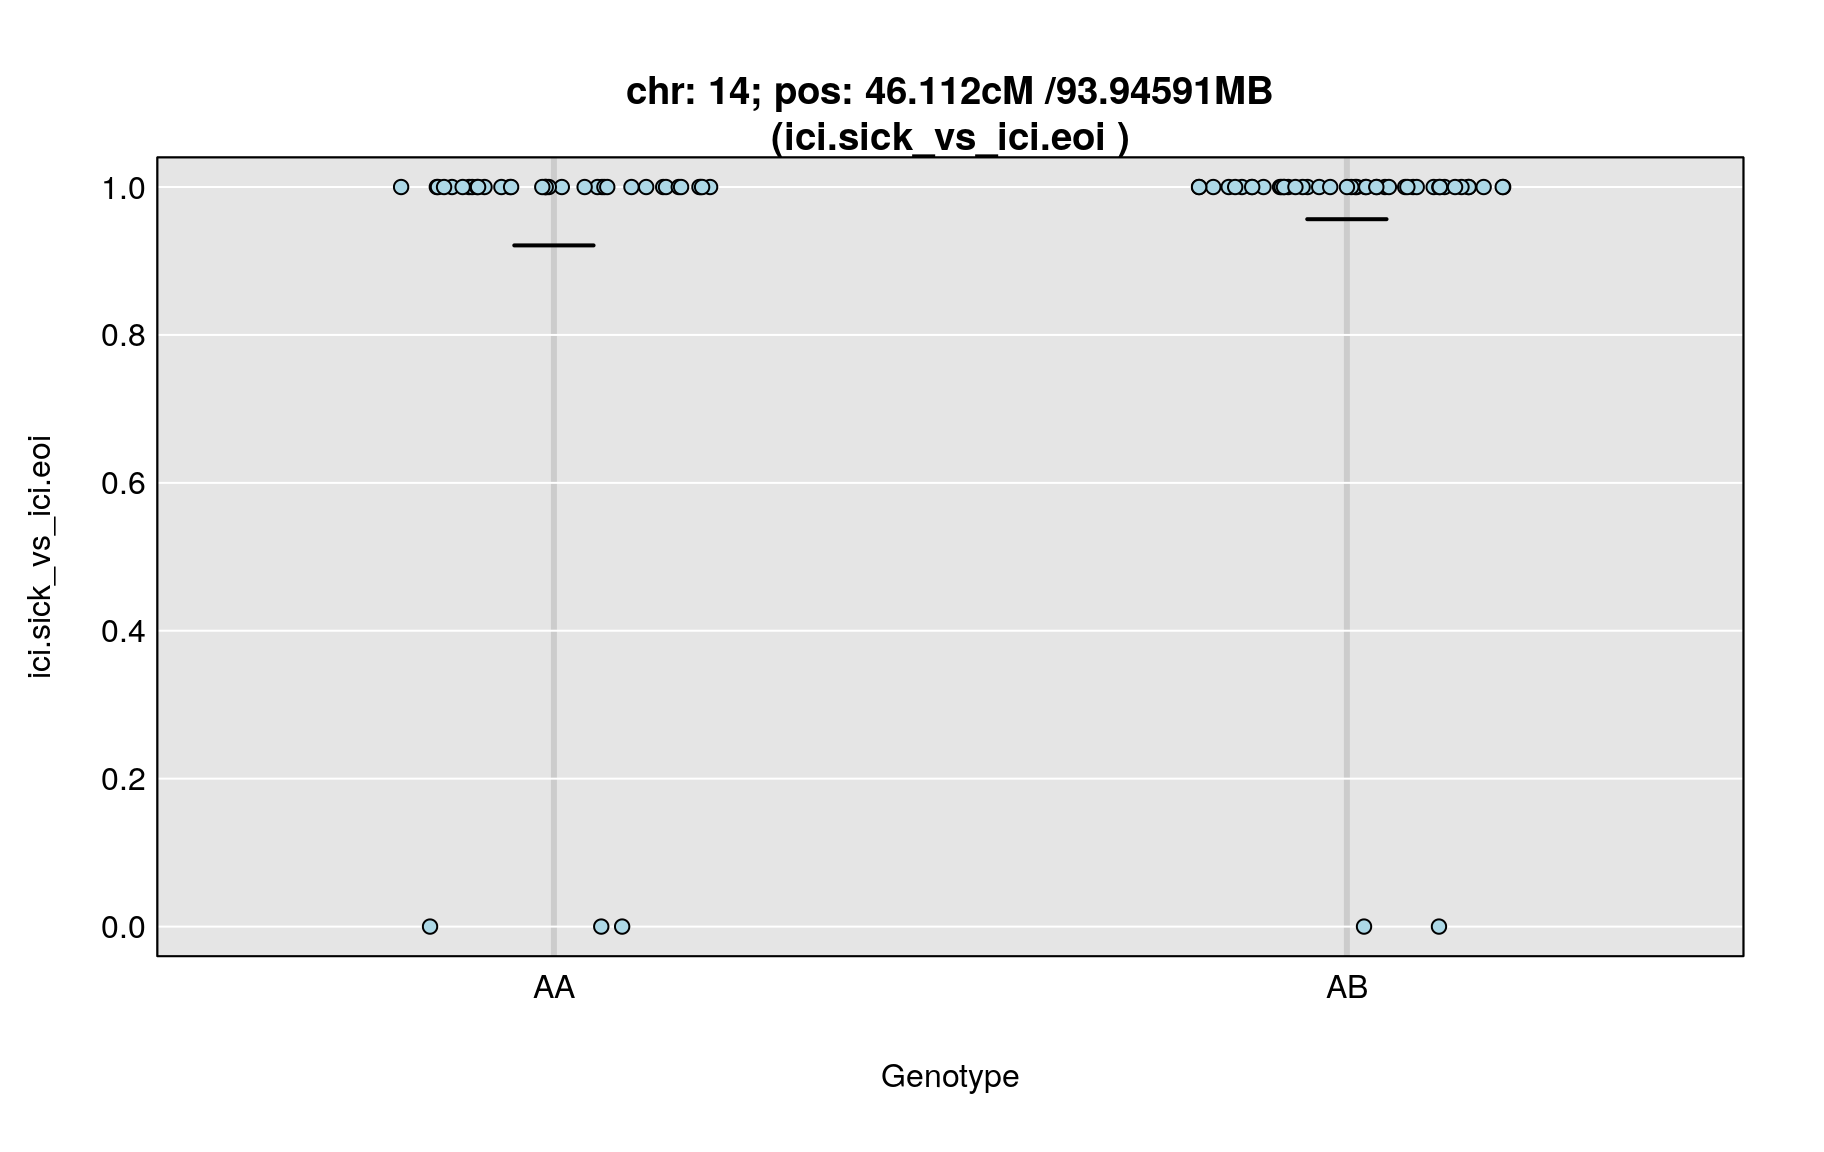 chr: 14; pos: 46.112cM /93.94591MB
(ici.sick_vs_ici.eoi )
1.0
0.8
0.6
0.4
0.2
0.0
ici.sick_vs_ici.eoi
AA
AB
Genotype